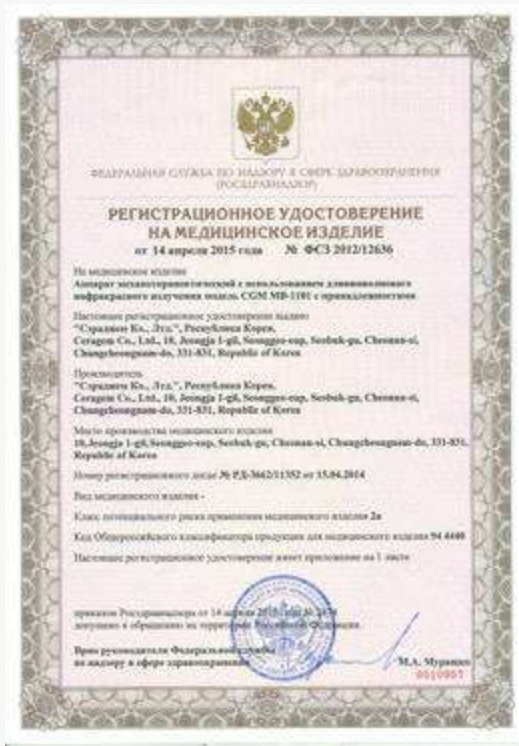 ФЕДЕРАЛЬНАЯ СЛУЖБА ПО НАДЗОРУ В СФЕРЕ ЗДРАВООХРАНЕНИЯ
(РОСЗДРАВНАДЗОР)
РЕГИСТРАЦИОННОЕ УДОСТОВЕРЕНИЕ
НА МЕДИЦИНСКОЕ ИЗДЕЛИЕ
от 14 апреля 2015 года № ФСЗ 2012/12636
На медицинское изделие
Аппарат механотерапевтический с использованием длинноволнового
инфракрасного излучения модель CGM MB-1101 с принадлежностями
Настоящее регистрационное удостоверение выдано
"Сэраджем Ко., Лтд.", Республика Корея,
Ceragem Co., Ltd., 10, Jeongja 1-gil, Seonggeo-eup, Seobuk-gu, Cheonan-si,
Chungcheongnam-do, 331-831, Republic of Korea
Производитель
"Сэраджем Ко., Лтд.", Республика Корея,
Ceragem Co., Ltd., 10, Jeongja 1-gil, Seonggeo-eup, Seobuk-gu, Cheonan-si,
Chungcheongnam-do, 331-831, Republic of Korea
Место производства медицинского изделия
10, Jeongja 1-gil, Seonggeo-eup, Seobuk-gu, Cheonan-si, Chungcheongnam-do, 331-831,
Republic of Korea
Номер регистрационного досье № РД-3662/11352 от 15.04.2014
Вид медицинского изделия -
Класс потенциального риска применения медицинского изделия 2а
Код Общероссийского классификатора продукции для медицинского изделия 94 4440
Настоящее регистрационное удостоверение имеет приложение на 1 листе
приказом Росздравнадзора от 14 апреля 2015 года №
допущено к обращению на территории Российской Федерации.
Врио руководителя Федеральной службы
по надзору в сфере здравоохранения
М.А. Мурашко
0010957